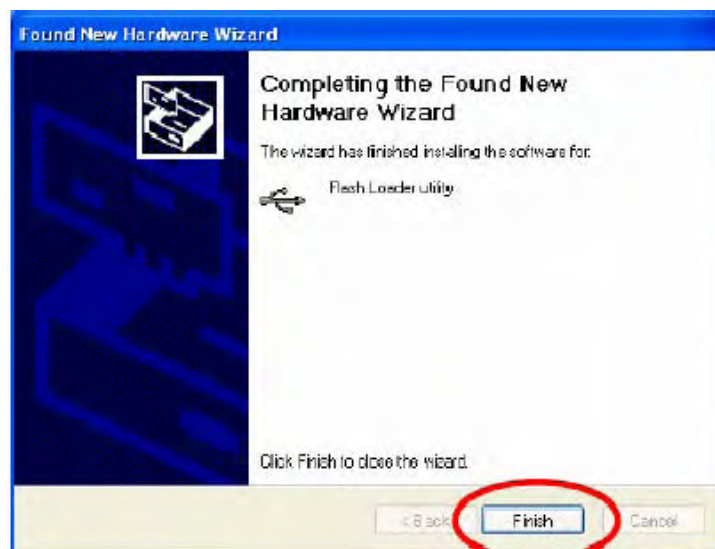 Found New Hardware Wizard
Completing the Found New
Hardware Wizard
The wizard has finished installing the software for:
Flash Loader utility
Click Finish to close the wizard.
< Back
Finish
Cancel